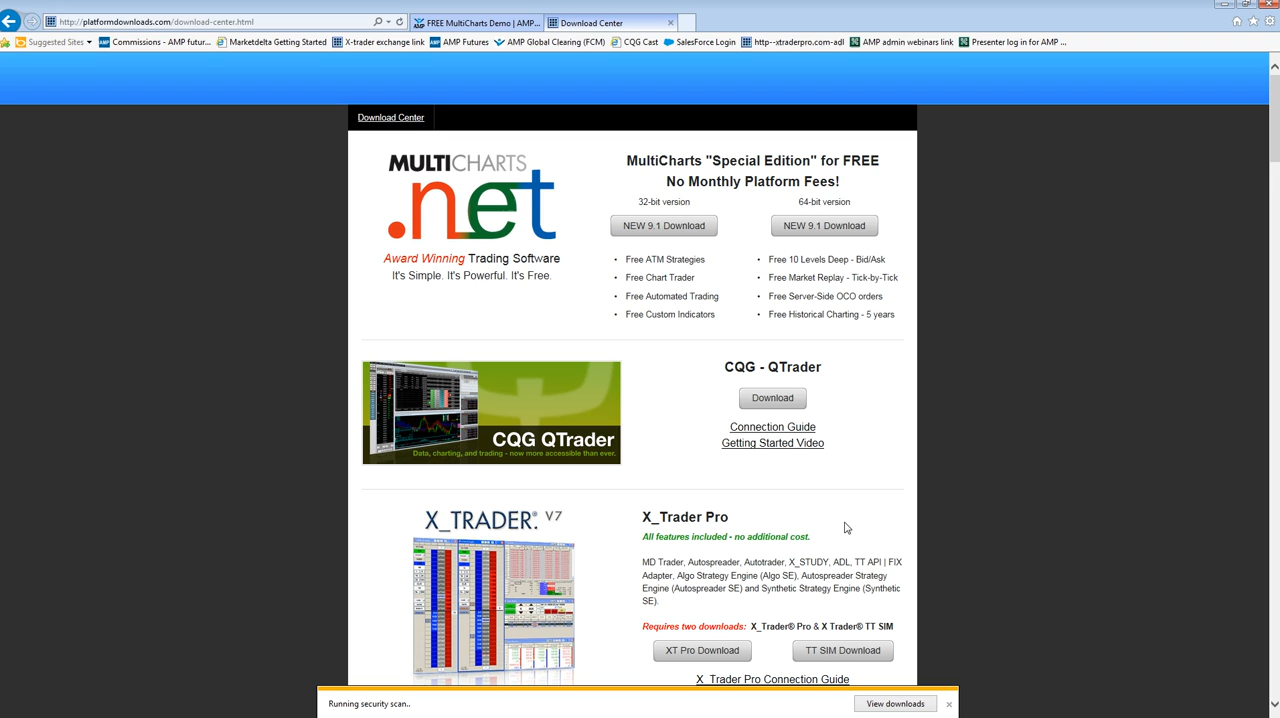 http://platformdownloads.com/download-center.html
FREE MultiCharts Demo | AMP...
Download Center
Suggested Sites
Commissions - AMP futur...
Marketdelta Getting Started
X-trader exchange link
AMP Futures
AMP Global Clearing (FCM)
CQG Cast
SalesForce Login
http--xtraderpro.com-adl
AMP admin webinars link
Presenter log in for AMP ...
Download Center
MULTICHARTS
.net
Award Winning Trading Software
It's Simple. It's Powerful. It's Free.
MultiCharts "Special Edition" for FREE
No Monthly Platform Fees!
32-bit version
64-bit version
NEW 9.1 Download
NEW 9.1 Download
• Free ATM Strategies
• Free Chart Trader
• Free Automated Trading
• Free Custom Indicators
• Free 10 Levels Deep - Bid/Ask
• Free Market Replay - Tick-by-Tick
• Free Server-Side OCO orders
• Free Historical Charting - 5 years
CQG QTrader
Data, charting, and trading - now more accessible than ever.
CQG - QTrader
Download
Connection Guide
Getting Started Video
X_TRADER® V7
X_Trader Pro
All features included - no additional cost.
MD Trader, Autospreader, Autotrader, X_STUDY, ADL, TT API | FIX
Adapter, Algo Strategy Engine (Algo SE), Autospreader Strategy
Engine (Autospreader SE) and Synthetic Strategy Engine (Synthetic
SE).
Requires two downloads: X_Trader® Pro & X Trader® TT SIM
XT Pro Download
TT SIM Download
X_Trader Pro Connection Guide
Running security scan..
View downloads